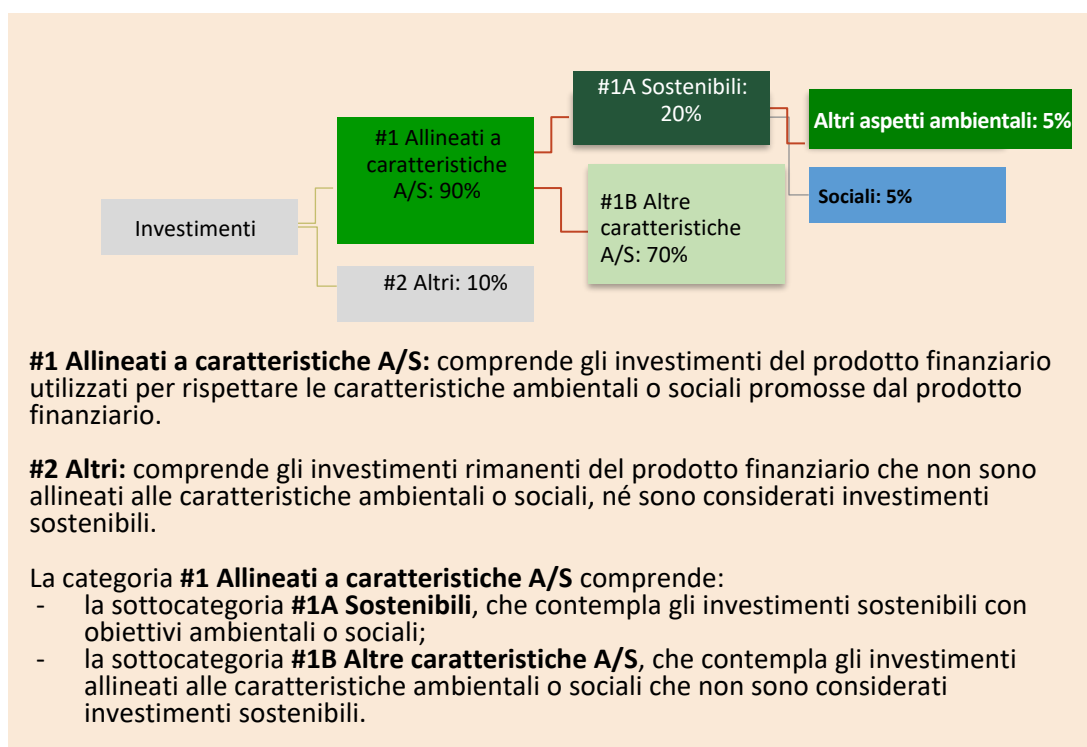 #1A Sostenibili:
20%
Altri aspetti ambientali: 5%
#1 Allineati a
caratteristiche
A/S: 90%
#1B Altre
caratteristiche
A/S: 70%
Sociali: 5%
Investimenti
#2 Altri: 10%
#1 Allineati a caratteristiche A/S: comprende gli investimenti del prodotto finanziario
utilizzati per rispettare le caratteristiche ambientali o sociali promosse dal prodotto
finanziario.
#2 Altri: comprende gli investimenti rimanenti del prodotto finanziario che non sono
allineati alle caratteristiche ambientali o sociali, né sono considerati investimenti
sostenibili.
La categoria #1 Allineati a caratteristiche A/S comprende:
- la sottocategoria #1A Sostenibili, che contempla gli investimenti sostenibili con
obiettivi ambientali o sociali;
- la sottocategoria #1B Altre caratteristiche A/S, che contempla gli investimenti
allineati alle caratteristiche ambientali o sociali che non sono considerati
investimenti sostenibili.